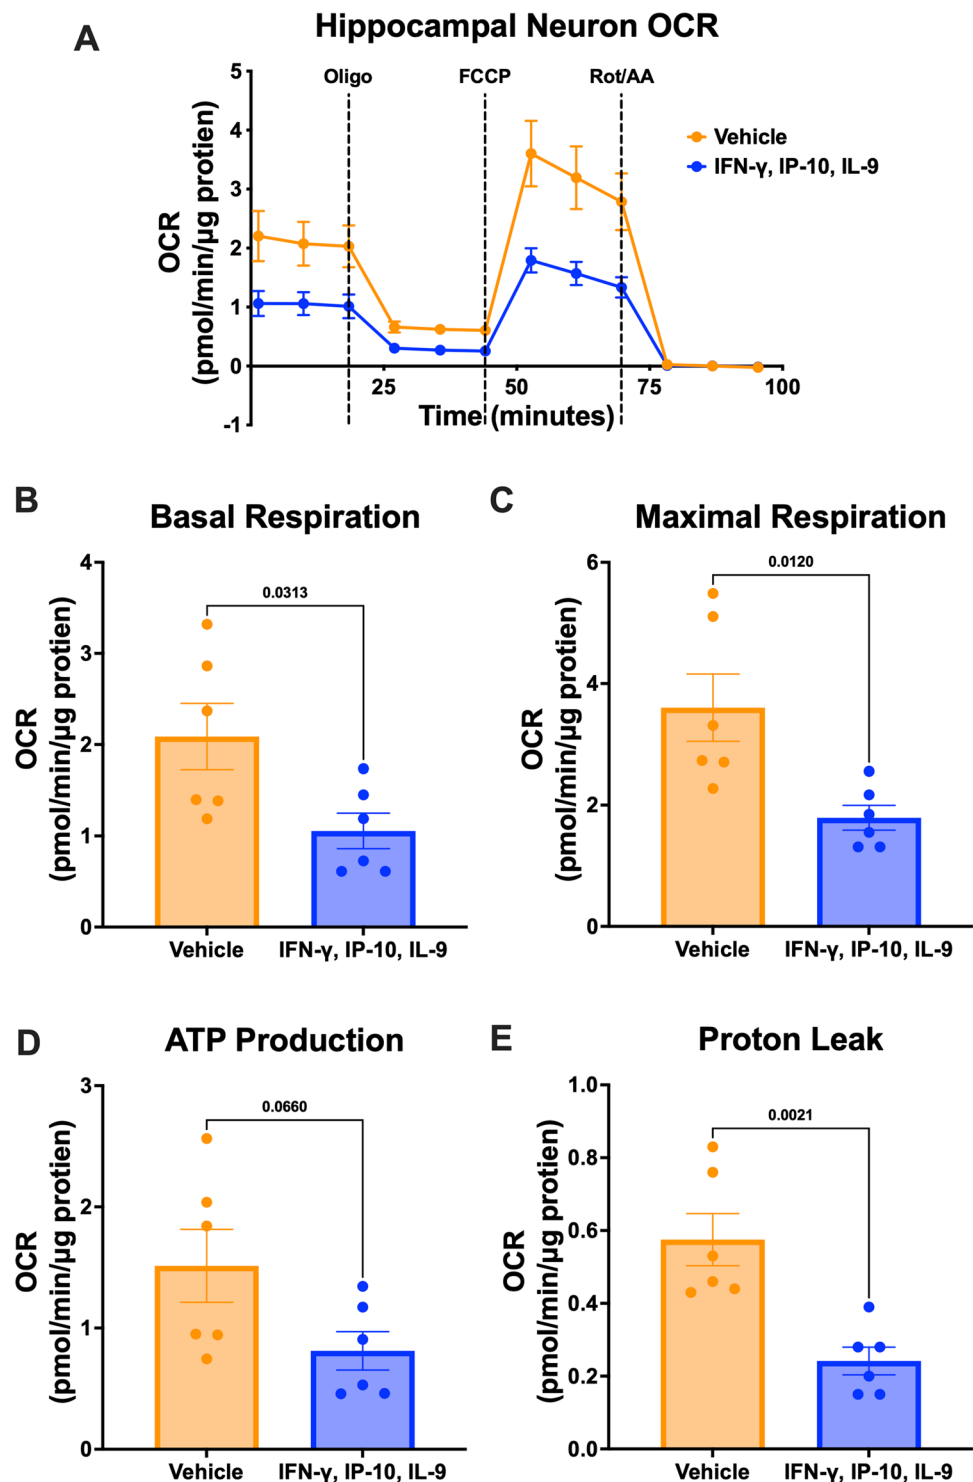 A
Hippocampal Neuron OCR
Oligo
FCCP
Rot/AA
5
4
3
2
1
0
-1
OCR
(pmol/min/µg protien)
25
50
75
100
Time (minutes)
Vehicle
IFN-γ, IP-10, IL-9
B
Basal Respiration
4
3
2
1
0
OCR
(pmol/min/µg protien)
0.0313
Vehicle
IFN-γ, IP-10, IL-9
C
Maximal Respiration
6
4
2
0
OCR
(pmol/min/µg protien)
0.0120
Vehicle
IFN-γ, IP-10, IL-9
D
ATP Production
3
2
1
0
OCR
(pmol/min/µg protien)
0.0660
Vehicle
IFN-γ, IP-10, IL-9
E
Proton Leak
1.0
0.8
0.6
0.4
0.2
0.0
OCR
(pmol/min/µg protien)
0.0021
Vehicle
IFN-γ, IP-10, IL-9